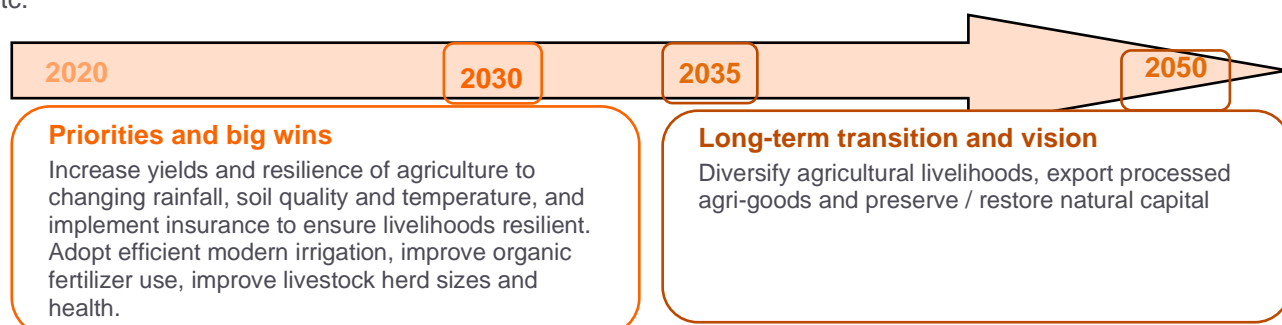 tc.
2020 2030 2035 2050
Priorities and big wins
Increase yields and resilience of agriculture to
changing rainfall, soil quality and temperature, and
implement insurance to ensure livelihoods resilient.
Adopt efficient modern irrigation, improve organic
fertilizer use, improve livestock herd sizes and
health.
Long-term transition and vision
Diversify agricultural livelihoods, export processed
agri-goods and preserve / restore natural capital